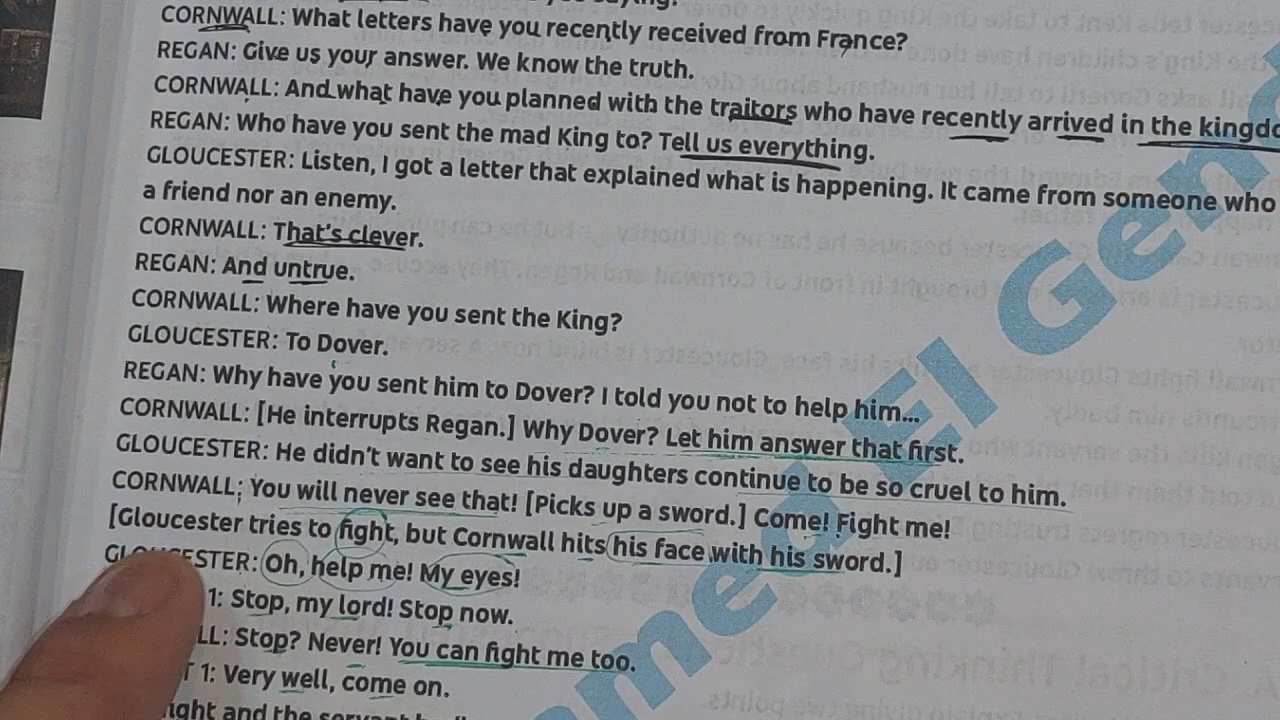 CORNWALL: What letters have you recently received from France?
REGAN: Give us your answer. We know the truth.
CORNWALL: And what have you planned with the traitors who have recently arrived in the
REGAN: Who have you sent the mad King to? Tell us everything.
GLOUCESTER: Listen, I got a letter that explained what is happening. It came from someone who
a friend nor an enemy.
CORNWALL: That's clever.
REGAN: And untrue.
CORNWALL: Where have you sent the King?
GLOUCESTER: To Dover.
REGAN: Why have you sent him to Dover? I told you not to help him...
CORNWALL: [He interrupts Regan.] Why Dover? Let him answer that first.
GLOUCESTER: He didn't want to see his daughters continue to be so cruel to him.
CORNWALL; You will never see that! [Picks up a sword.] Come! Fight me!
[Gloucester tries to fight, but Cornwall hits his face with his sword.]
Oh, help me! My eyes!
1: Stop, my lord! Stop now.
Stop? Never! You can fight me too.
1: Very well, come on.
and the
El